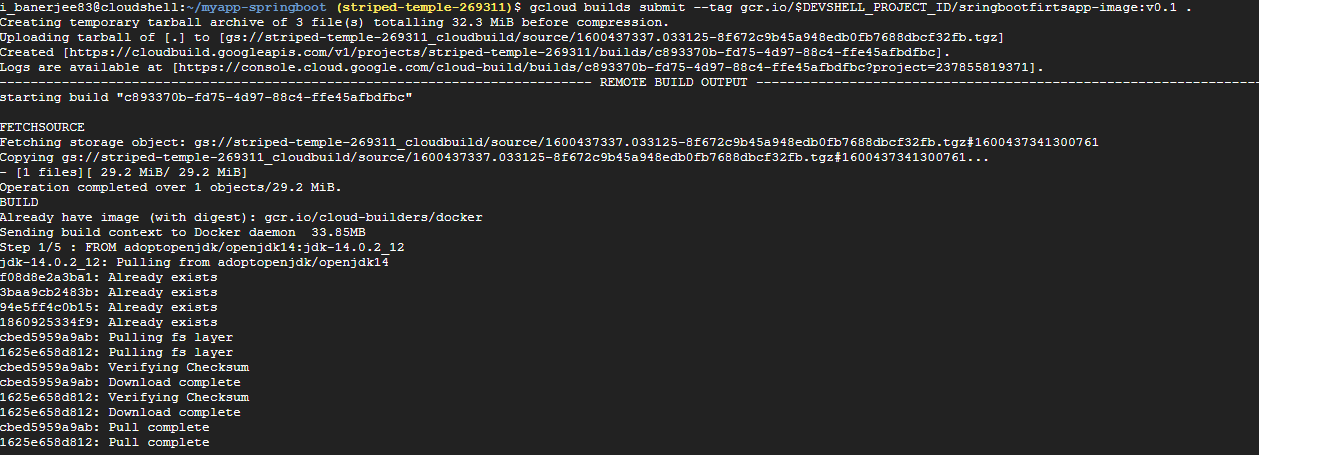 i_banerjee83@cloudshell:~/myapp-springboot (striped-temple-269311)$ gcloud builds submit --tag gcr.io/$DEVSHELL_PROJECT_ID/sringbootfirtsapp-image:v0.1 .
Creating temporary tarball archive of 3 file(s) totalling 32.3 MiB before compression.
Uploading tarball of [.] to [gs://striped-temple-269311_cloudbuild/source/1600437337.033125-8f672c9b45a948edb0fb7688dbcf32fb.tgz]
Created [https://cloudbuild.googleapis.com/v1/projects/striped-temple-269311/builds/c893370b-fd75-4d97-88c4-ffe45afbdfbc].
Logs are available at [https://console.cloud.google.com/cloud-build/builds/c893370b-fd75-4d97-88c4-ffe45afbdfbc?project=237855819371].
------------------------------------------------------------------------------- REMOTE BUILD OUTPUT -------------------------------------------------------------------
starting build "c893370b-fd75-4d97-88c4-ffe45afbdfbc"
FETCHSOURCE
Fetching storage object: gs://striped-temple-269311_cloudbuild/source/1600437337.033125-8f672c9b45a948edb0fb7688dbcf32fb.tgz#1600437341300761
Copying gs://striped-temple-269311_cloudbuild/source/1600437337.033125-8f672c9b45a948edb0fb7688dbcf32fb.tgz#1600437341300761...
- [1 files][ 29.2 MiB/ 29.2 MiB]
Operation completed over 1 objects/29.2 MiB.
BUILD
Already have image (with digest): gcr.io/cloud-builders/docker
Sending build context to Docker daemon  33.85MB
Step 1/5 : FROM adoptopenjdk/openjdk14:jdk-14.0.2_12
jdk-14.0.2_12: Pulling from adoptopenjdk/openjdk14
f08d8e2a3ba1: Already exists
3baa9cb2483b: Already exists
94e5ff4c0b15: Already exists
1860925334f9: Already exists
cbed5959a9ab: Pulling fs layer
1625e658d812: Pulling fs layer
cbed5959a9ab: Verifying Checksum
cbed5959a9ab: Download complete
1625e658d812: Verifying Checksum
1625e658d812: Download complete
cbed5959a9ab: Pull complete
1625e658d812: Pull complete